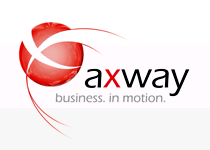 axway
business. in motion.